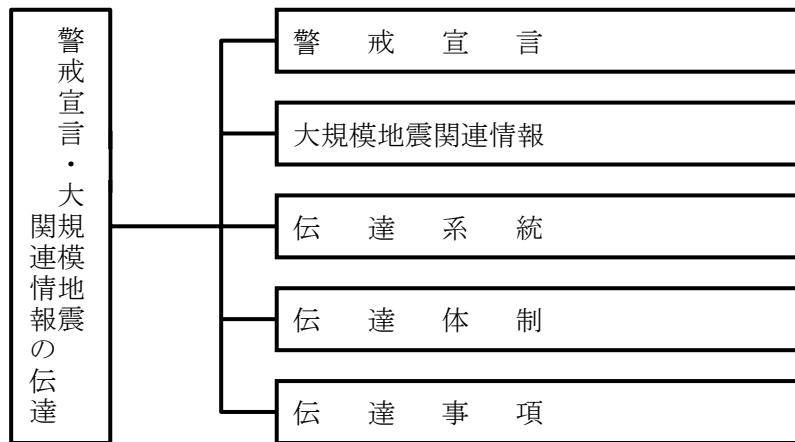 警戒宣言・大規模地震
関連情報の伝達
警戒宣言
大規模地震関連情報
伝達系統
伝達体制
伝達事項